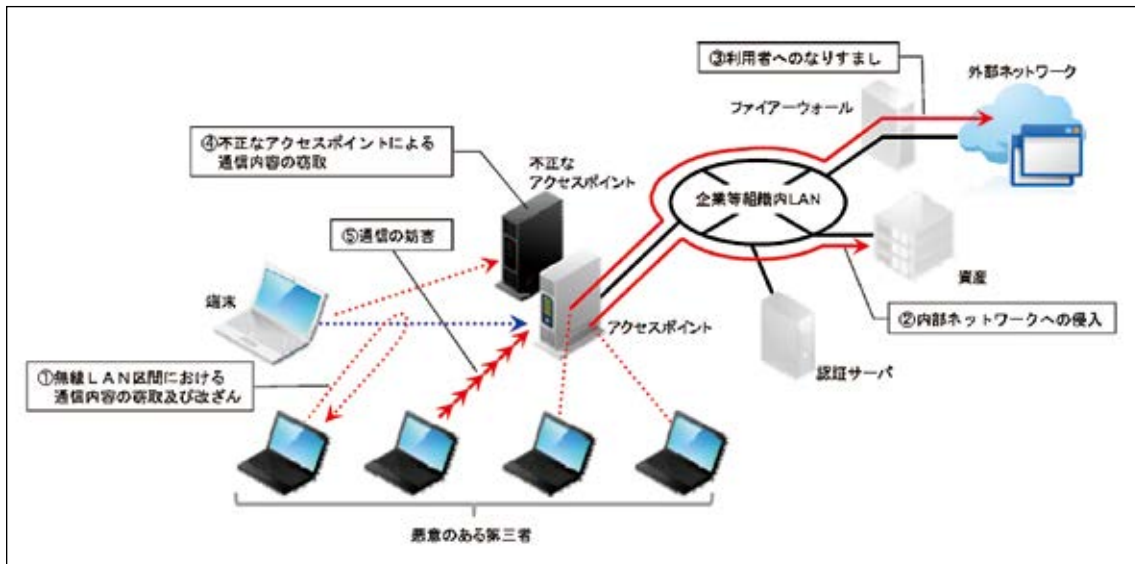 ③利用者へのなりすまし
外部ネットワーク
ファイアーウォール
④不正なアクセスポイントによる
通信内容の窃取
不正な
アクセスポイント
企業等組織内LAN
⑤通信の妨害
端末
資産
アクセスポイント
②内部ネットワークへの侵入
①無線LAN区間における
通信内容の窃取及び改ざん
認証サーバ
悪意のある第三者